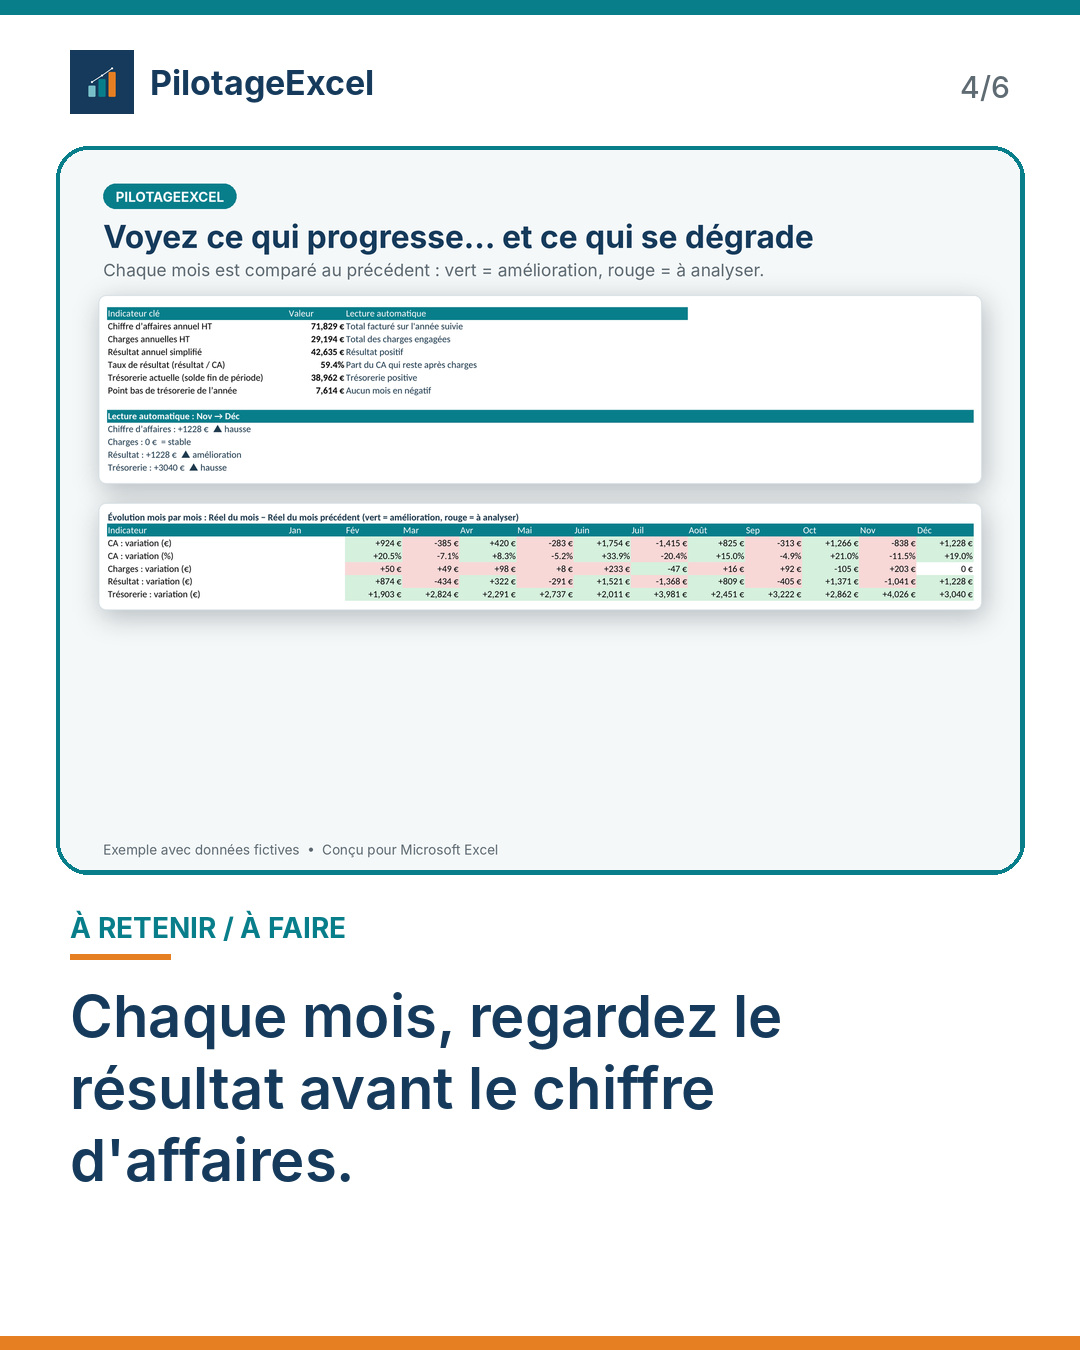 PilotageExcel
4/6
PILOTAGEEXCEL
Voyez ce qui progresse... et ce qui se dégrade
Chaque mois est comparé au précédent : vert = amélioration, rouge = à analyser.
Indicateur clé Valeur Lecture automatique
Chiffre d'affaires annuel HT 71,829 € Total facturé sur l'année suivie
Charges annuelles HT 29,194 € Total des charges engagées
Résultat annuel simplifié 42,635 € Résultat positif
Taux de résultat (résultat / CA) 59.4% Part du CA qui reste après charges
Trésorerie actuelle (solde fin de période) 38,962 € Trésorerie positive
Point bas de trésorerie de l'année 7,614 € Aucun mois en négatif
Lecture automatique : Nov → Déc
Chiffre d'affaires : +1228 € ▲ hausse
Charges : 0 € = stable
Résultat : +1228 € ▲ amélioration
Trésorerie : +3040 € ▲ hausse
Évolution mois par mois : Réel du mois − Réel du mois précédent (vert = amélioration, rouge = à analyser)
Indicateur Jan Fév Mar Avr Mai Juin Juil Août Sep Oct Nov Déc
CA : variation (€) +924 € -385 € +420 € -283 € +1,754 € -1,415 € +825 € -313 € +1,266 € -838 € +1,228 €
CA : variation (%) +20.5% -7.1% +8.3% -5.2% +33.9% -20.4% +15.0% -4.9% +21.0% -11.5% +19.0%
Charges : variation (€) +50 € +49 € +98 € +8 € +233 € -47 € +16 € +92 € -105 € +203 € 0 €
Résultat : variation (€) +874 € -434 € +322 € -291 € +1,521 € -1,368 € +809 € -405 € +1,371 € -1,041 € +1,228 €
Trésorerie : variation (€) +1,903 € +2,824 € +2,291 € +2,737 € +2,011 € +3,981 € +2,451 € +3,222 € +2,862 € +4,026 € +3,040 €
Exemple avec données fictives • Conçu pour Microsoft Excel
À RETENIR / À FAIRE
Chaque mois, regardez le
résultat avant le chiffre
d'affaires.